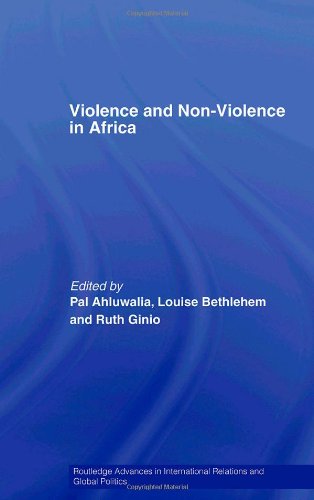 Violence and Non-Violence
in Africa
Edited by
Pal Ahluwalia, Louise Bethlehem
and Ruth Ginio
Routledge Advances in International Relations and
Global Politics